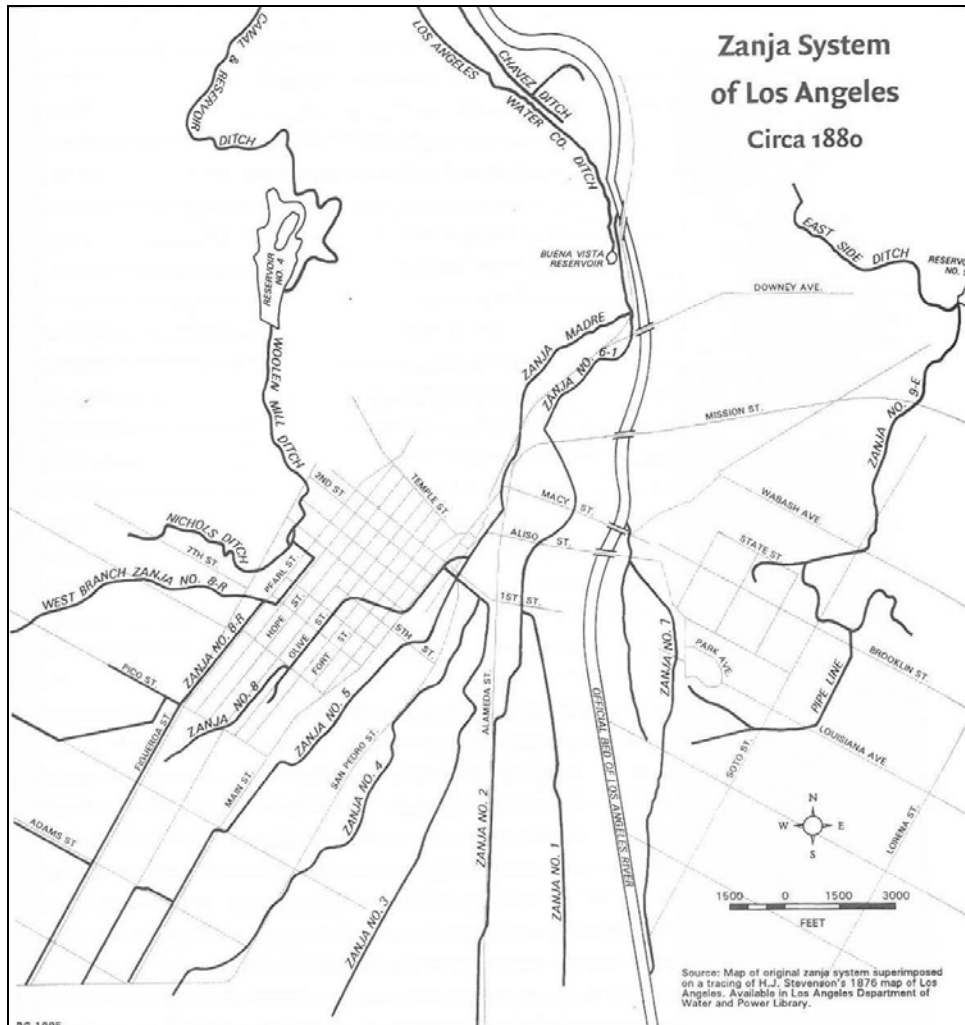 Zanja System
of Los Angeles
Circa 1880
CANAL & RESERVOIR
DITCH
LOS ANGELES
WATER CO. DITCH
CHAVEZ DITCH
EAST SIDE DITCH
RESERVOIR
NO. 4
BUENA VISTA
RESERVOIR
DOWNEY AVE.
ZANJA MADRE
ZANJA NO. 6-1
WOOLEN MILL DITCH
MISSION ST.
ZANJA NO. 9-E
2ND ST
TEMPLE ST.
MACY ST.
WABASH AVE.
NICHOLS DITCH
7TH ST.
ALISO ST.
STATE ST.
PEARL ST.
WEST BRANCH ZANJA NO. 8-R
HOPE ST.
OLIVE ST.
FORT ST.
5TH ST.
1ST ST.
PARK AVE.
BROOKLIN ST.
PICO ST.
ZANJA NO. 8-R
ZANJA NO. 8
ZANJA NO. 5
ALAMEDA ST.
ZANJA NO. 7
PIPE LINE
LOUISIANA AVE
FIGUEROA ST.
MAIN ST.
SAN PEDRO ST.
ZANJA NO. 4
ZANJA NO. 2
ZANJA NO. 1
OFFICIAL BED OF LOS ANGELES RIVER
SOTO ST.
LORENA ST.
ADAMS ST.
ZANJA NO. 3
N
W
E
S
1500 0 1500 3000
FEET
Source: Map of original zanja system superimposed
on a tracing of H.J. Stevenson's 1876 map of Los
Angeles. Available in Los Angeles Department of
Water and Power Library.